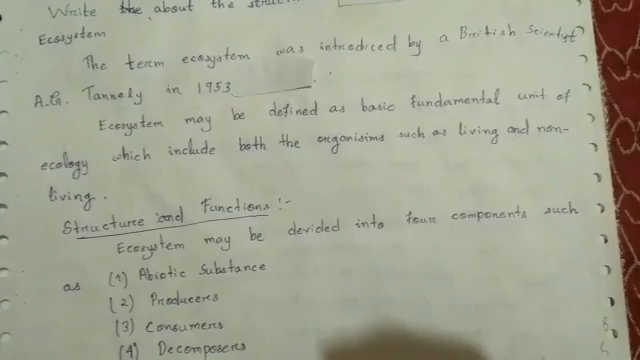 Write the about the
Ecosystem
The term ecosystem was introduced by a British Scientist
A.G. Tannely in 1953
Ecosystem may be defined as basic fundamental unit of
ecology which include both the organisims such as living and non-
living.
Structure and Functions :-
Ecosystem may be devided into four components such
as (1) Abiotic Substance
(2) Producers
(3) Consumers
(4) Decomposers